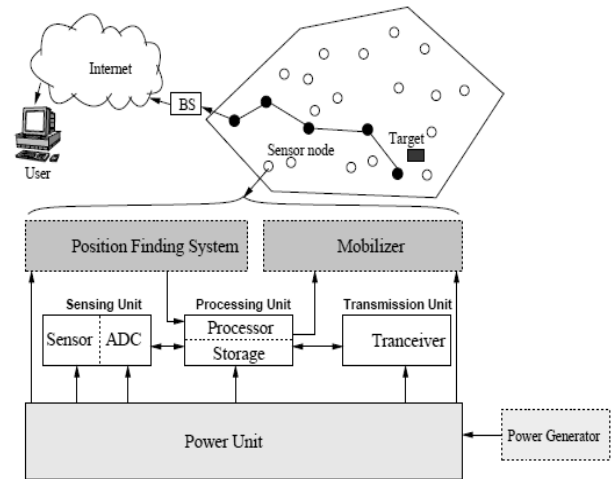 Internet
BS
User
Sensor node
Target
Position Finding System
Mobilizer
Sensing Unit
Processing Unit
Transmission Unit
Sensor
ADC
Processor
Storage
Tranceiver
Power Unit
Power Generator